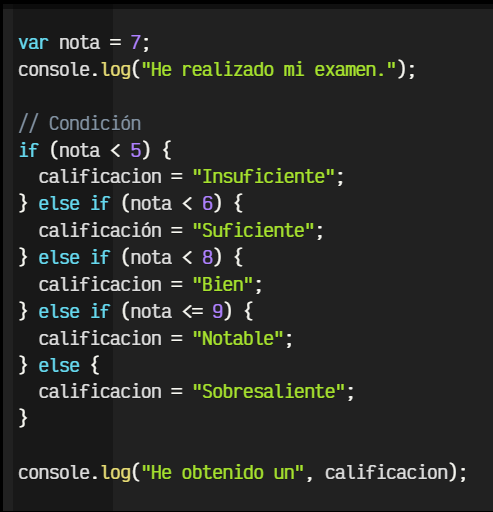 var nota = 7;
console.log("He realizado mi examen.");
// Condición
if (nota < 5) {
  calificacion = "Insuficiente";
} else if (nota < 6) {
  calificación = "Suficiente";
} else if (nota < 8) {
  calificacion = "Bien";
} else if (nota <= 9) {
  calificacion = "Notable";
} else {
  calificacion = "Sobresaliente";
}
console.log("He obtenido un", calificacion);